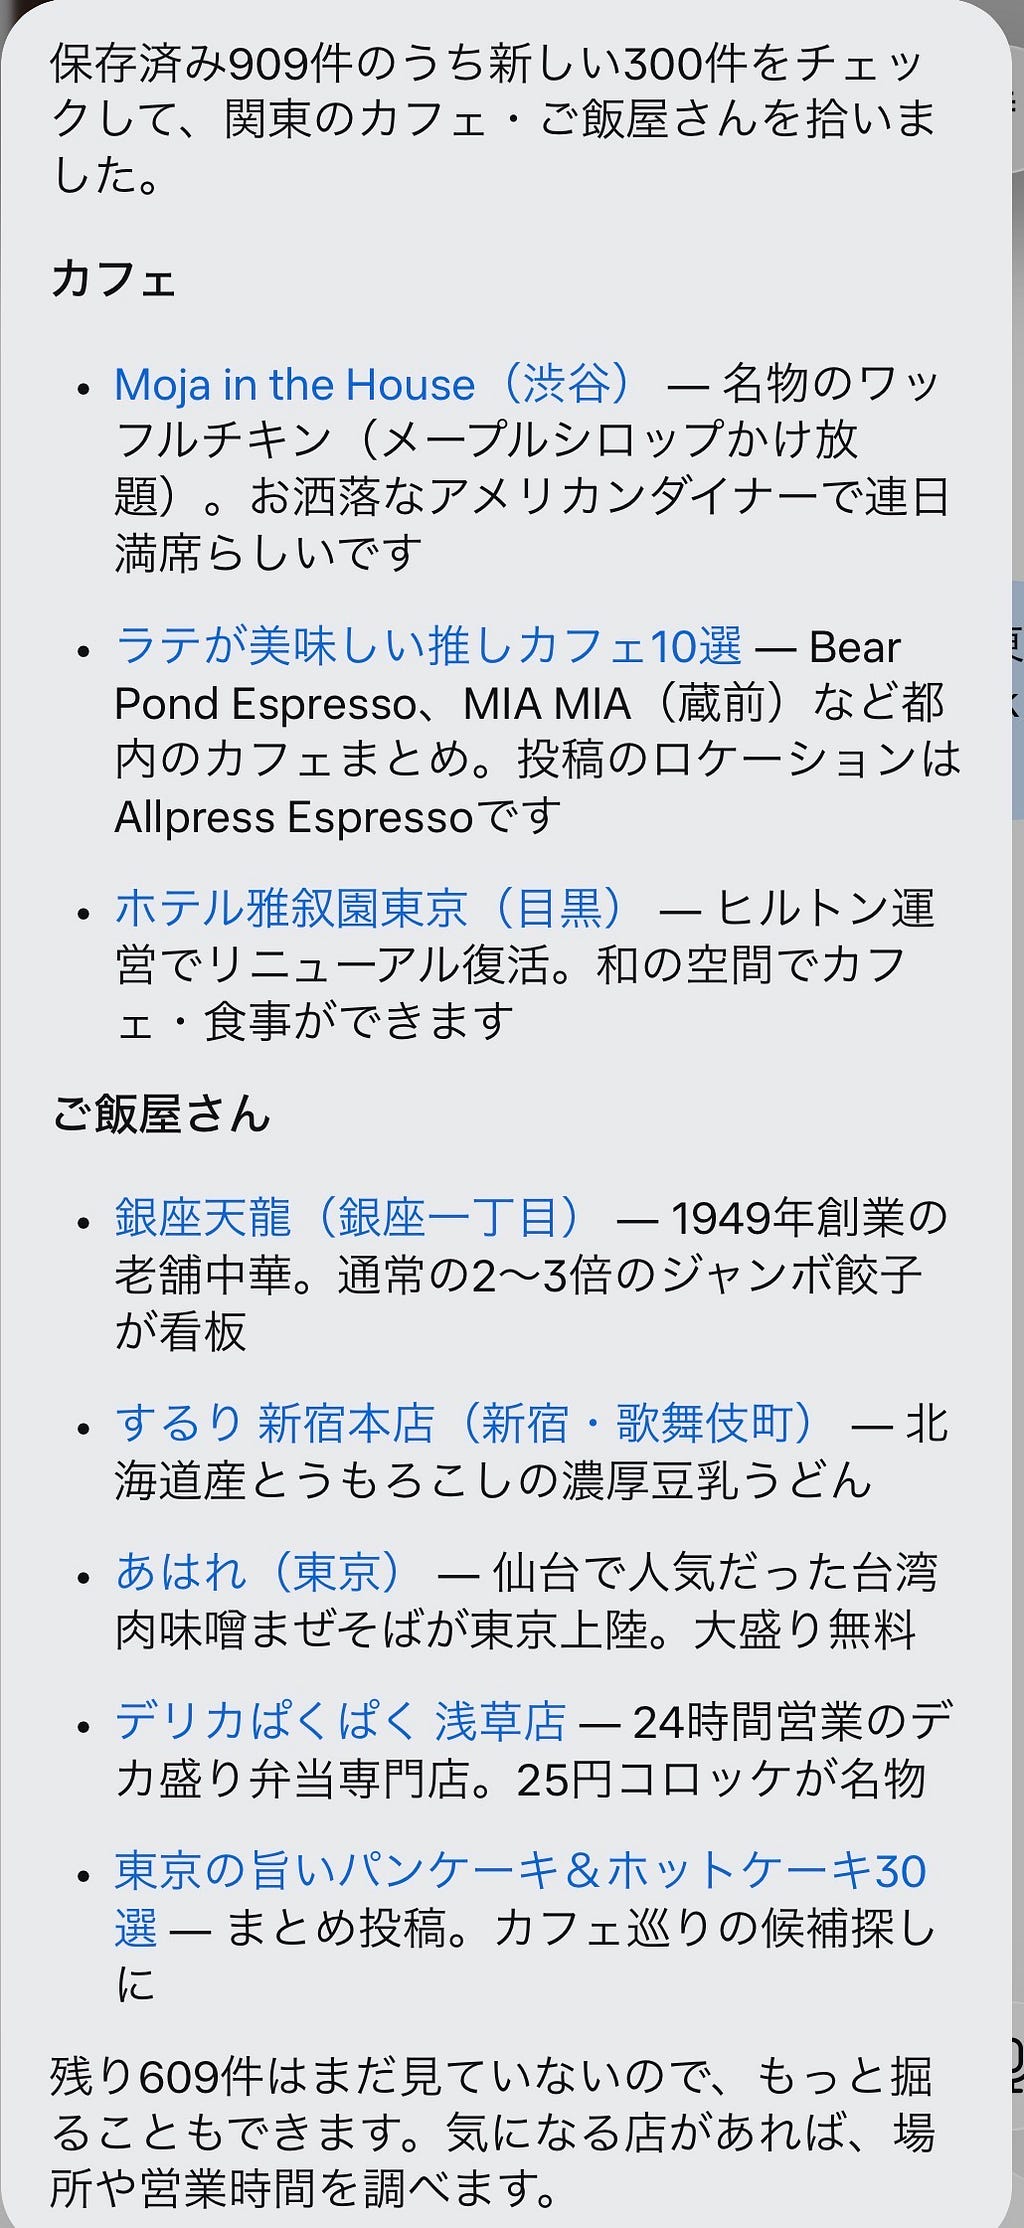 保存済み909件のうち新しい300件をチェッ
クして、関東のカフェ・ご飯屋さんを拾いま
した。
カフェ
• Moja in the House（渋谷） — 名物のワッ
フルチキン（メープルシロップかけ放
題）。お洒落なアメリカンダイナーで連日
満席らしいです
• ラテが美味しい推しカフェ10選 — Bear
Pond Espresso、MIA MIA（蔵前）など都
内のカフェまとめ。投稿のロケーションは
Allpress Espressoです
• ホテル雅叙園東京（目黒） — ヒルトン運
営でリニューアル復活。和の空間でカフ
ェ・食事ができます
ご飯屋さん
• 銀座天龍（銀座一丁目） — 1949年創業の
老舗中華。通常の2〜3倍のジャンボ餃子
が看板
• するり 新宿本店（新宿・歌舞伎町） — 北
海道産とうもろこしの濃厚豆乳うどん
• あはれ（東京） — 仙台で人気だった台湾
肉味噌まぜそばが東京上陸。大盛り無料
• デリカぱくぱく 浅草店 — 24時間営業のデ
カ盛り弁当専門店。25円コロッケが名物
• 東京の旨いパンケーキ＆ホットケーキ30
選 — まとめ投稿。カフェ巡りの候補探し
に
残り609件はまだ見ていないので、もっと掘
ることもできます。気になる店があれば、場
所や営業時間を調べます。